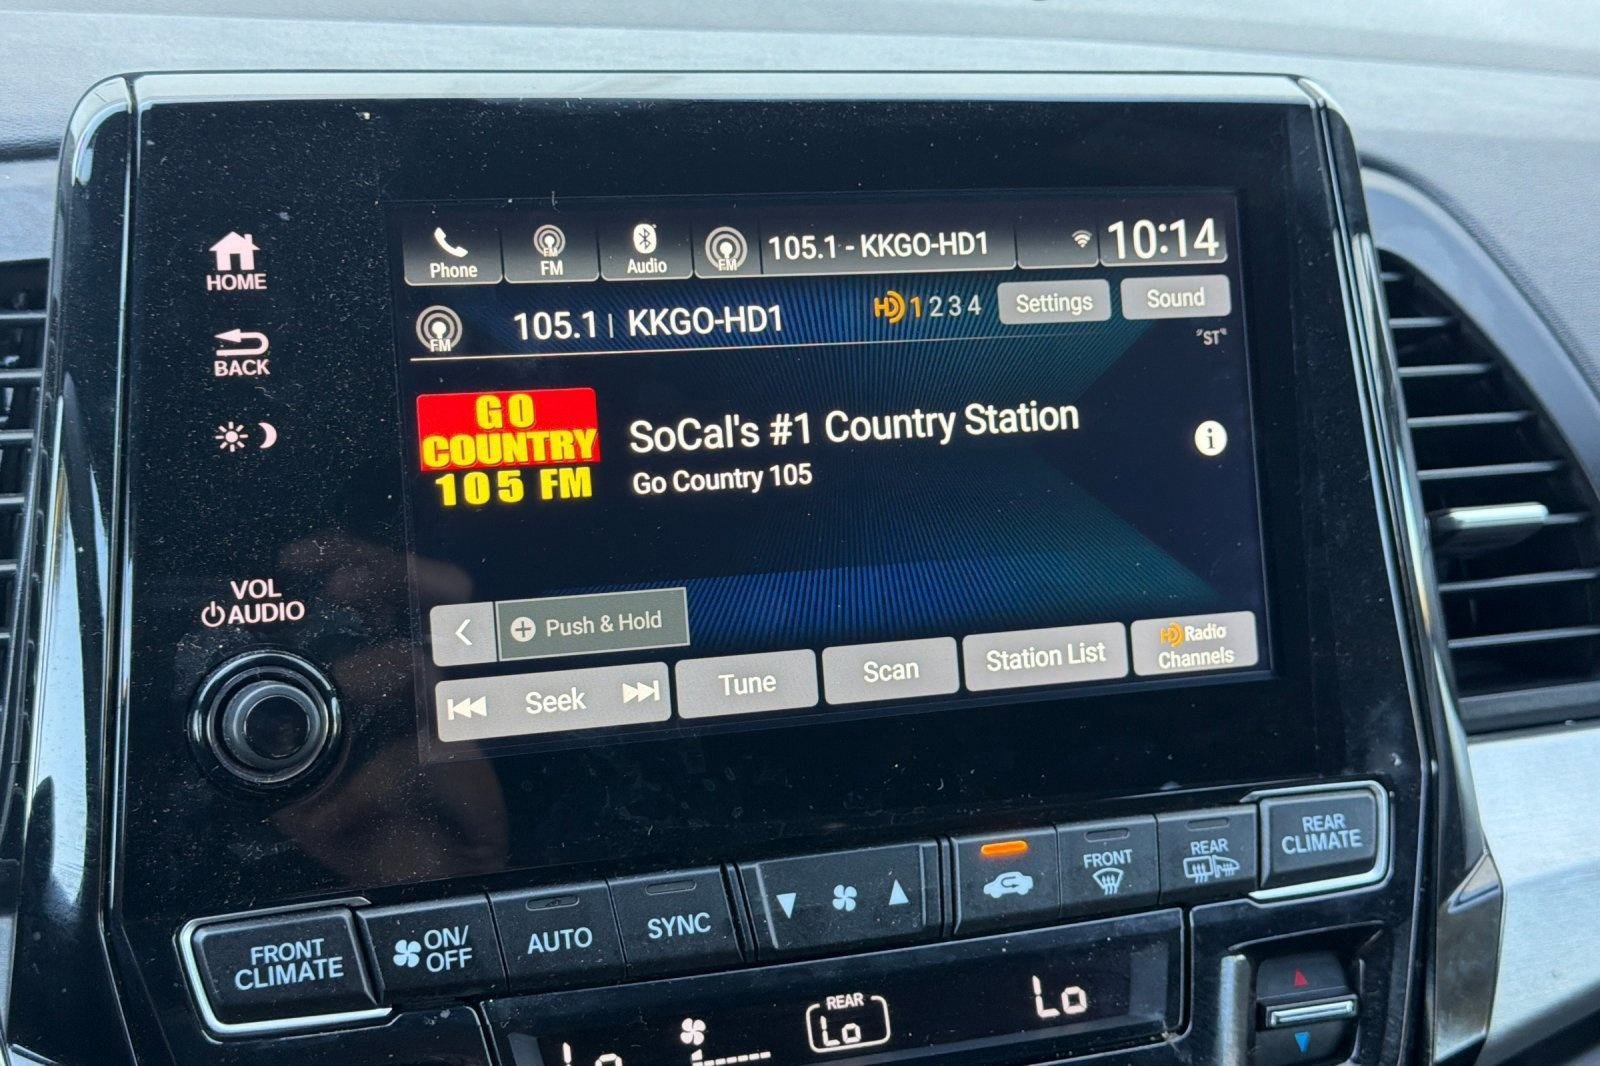 HOME
BACK
VOL
AUDIO
Phone
FM
FM
Audio
FM
105.1 - KKGO-HD1
10:14
FM
105.1 | KKGO-HD1
HD 1 2 3 4
Settings
Sound
"ST"
GO
COUNTRY
105 FM
SoCal's #1 Country Station
Go Country 105
i
Push & Hold
Seek
Tune
Scan
Station List
HD Radio
Channels
FRONT
CLIMATE
ON/
OFF
AUTO
SYNC
FRONT
REAR
REAR
CLIMATE
Lo
REAR
Lo
Lo